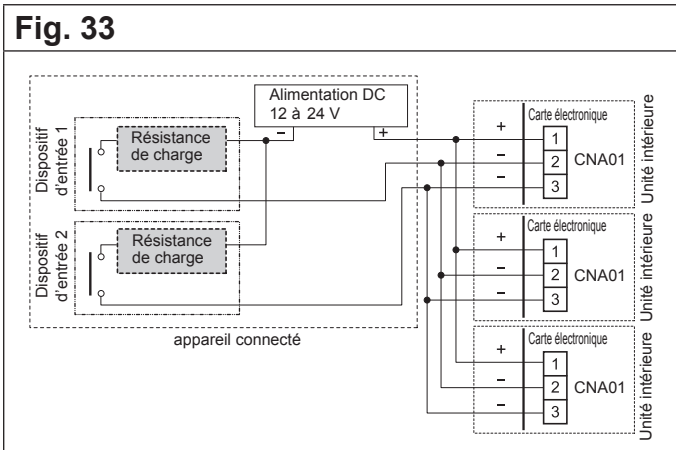 Fig. 33
Alimentation DC
12 à 24 V
–
+
Dispositif
d'entrée 1
Résistance
de charge
Dispositif
d'entrée 2
Résistance
de charge
appareil connecté
Carte électronique
+
1
–
2
CNA01
–
3
Unité intérieure
Carte électronique
+
1
–
2
CNA01
–
3
Unité intérieure
Carte électronique
+
1
–
2
CNA01
–
3
Unité intérieure